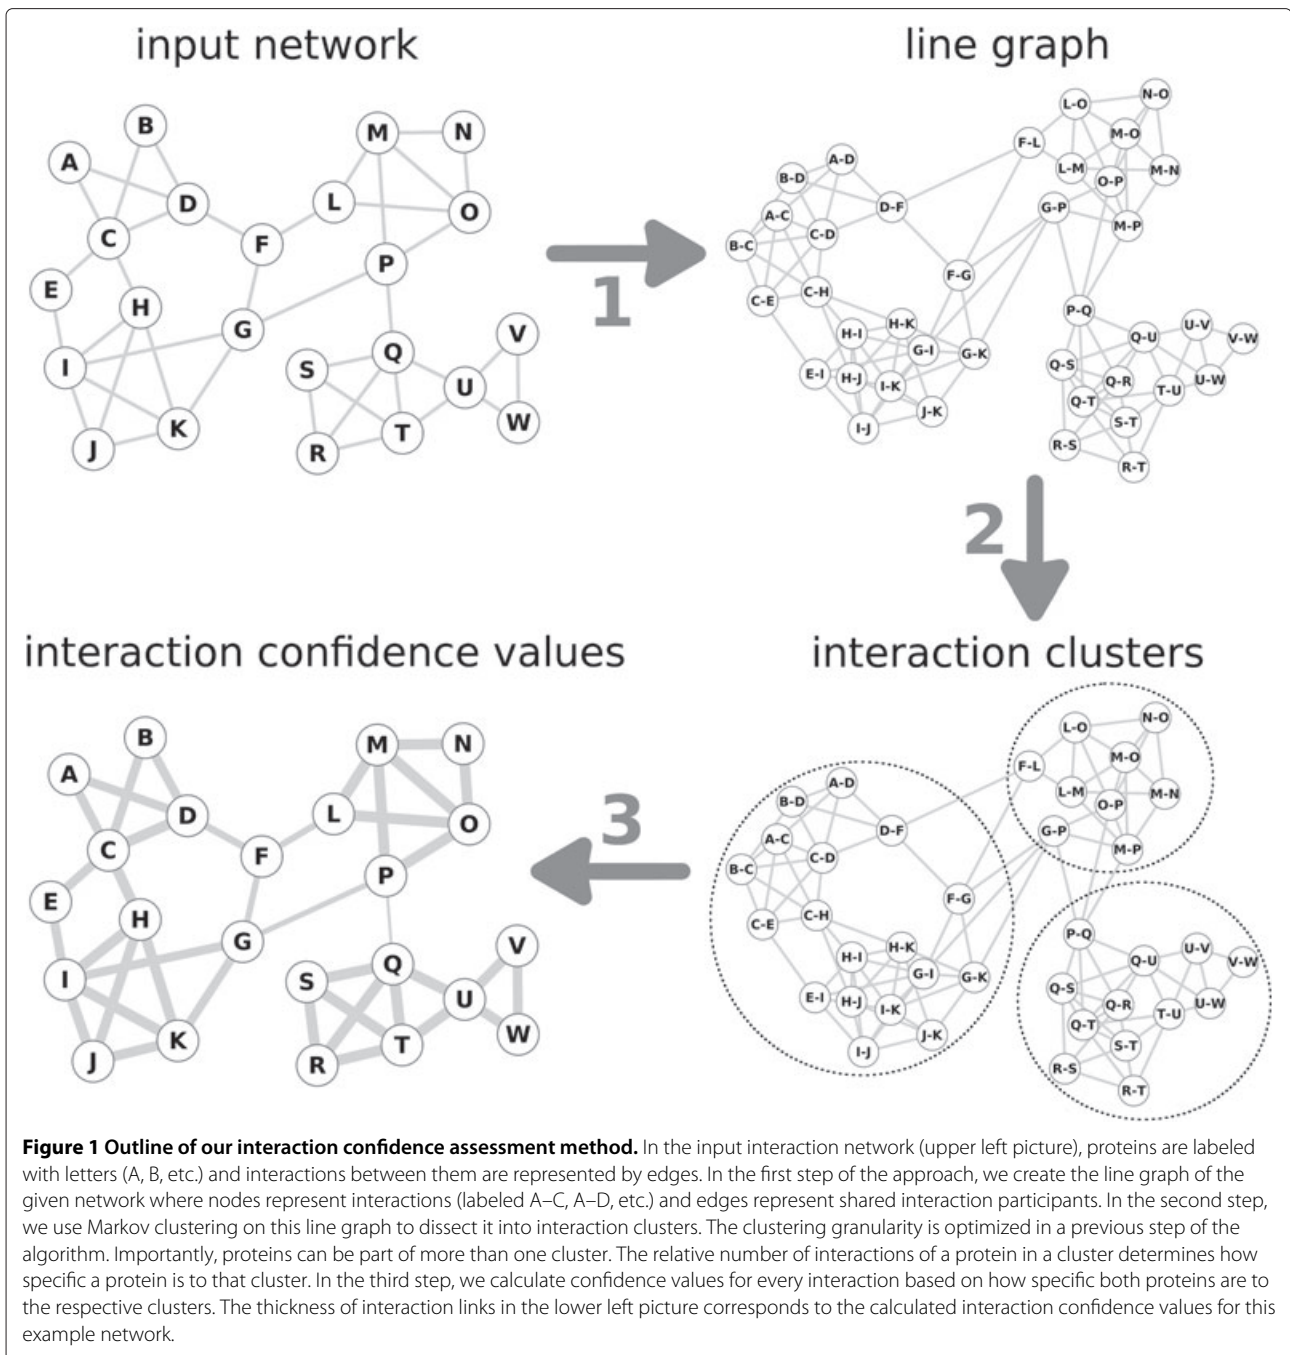 input network
line graph
B
M
N
A
D
L
O
C
F
E
H
P
G
I
S
Q
V
U
K
J
R
T
W
1
N-O
L-O
M-O
F-L
A-D
L-M
M-N
B-D
O-P
D-F
G-P
A-C
M-P
C-D
B-C
F-G
C-H
C-E
P-Q
H-K
U-V
H-I
Q-U
V-W
G-I
G-K
Q-S
E-I
H-J
Q-R
U-W
I-K
T-U
Q-T
J-K
S-T
I-J
R-S
R-T
2
interaction confidence values
interaction clusters
B
M
N
A
D
L
O
C
F
P
E
H
G
Q
V
I
S
U
K
W
T
J
R
3
N-O
L-O
M-O
F-L
A-D
L-M
M-N
B-D
O-P
D-F
G-P
A-C
M-P
C-D
B-C
F-G
C-H
C-E
P-Q
H-K
U-V
H-I
Q-U
V-W
G-I
G-K
Q-S
E-I
H-J
Q-R
U-W
I-K
T-U
Q-T
J-K
S-T
I-J
R-S
R-T
Figure 1 Outline of our interaction confidence assessment method. In the input interaction network (upper left picture), proteins are labeled
with letters (A, B, etc.) and interactions between them are represented by edges. In the first step of the approach, we create the line graph of the
given network where nodes represent interactions (labeled A–C, A–D, etc.) and edges represent shared interaction participants. In the second step,
we use Markov clustering on this line graph to dissect it into interaction clusters. The clustering granularity is optimized in a previous step of the
algorithm. Importantly, proteins can be part of more than one cluster. The relative number of interactions of a protein in a cluster determines how
specific a protein is to that cluster. In the third step, we calculate confidence values for every interaction based on how specific both proteins are to
the respective clusters. The thickness of interaction links in the lower left picture corresponds to the calculated interaction confidence values for this
example network.